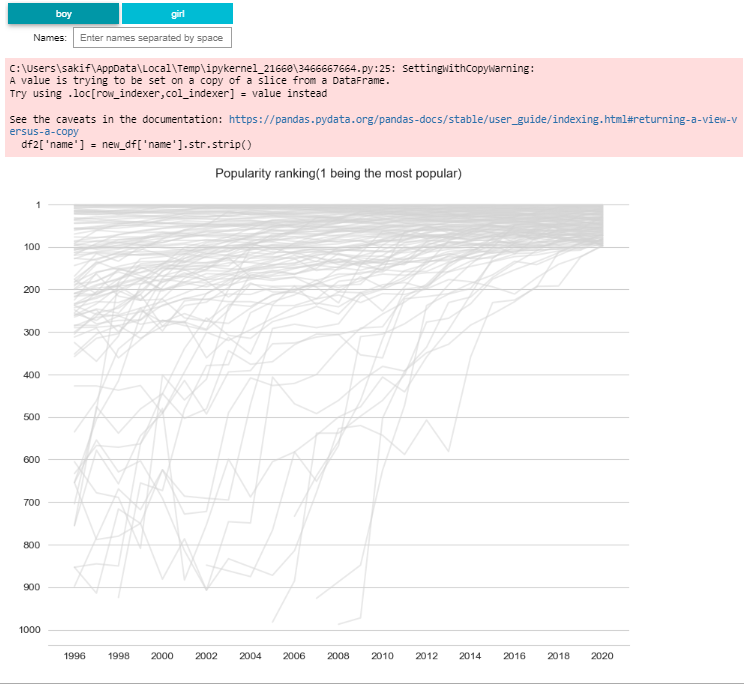 boy girl
Names: Enter names separated by space
C:\Users\sakif\AppData\Local\Temp\ipykernel_21660\3466667664.py:25: SettingWithCopyWarning:
A value is trying to be set on a copy of a slice from a DataFrame.
Try using .loc[row_indexer,col_indexer] = value instead
See the caveats in the documentation: https://pandas.pydata.org/pandas-docs/stable/user_guide/indexing.html#returning-a-view-v
ersus-a-copy
df2['name'] = new_df['name'].str.strip()
Popularity ranking(1 being the most popular)
1
100
200
300
400
500
600
700
800
900
1000
1996 1998 2000 2002 2004 2006 2008 2010 2012 2014 2016 2018 2020